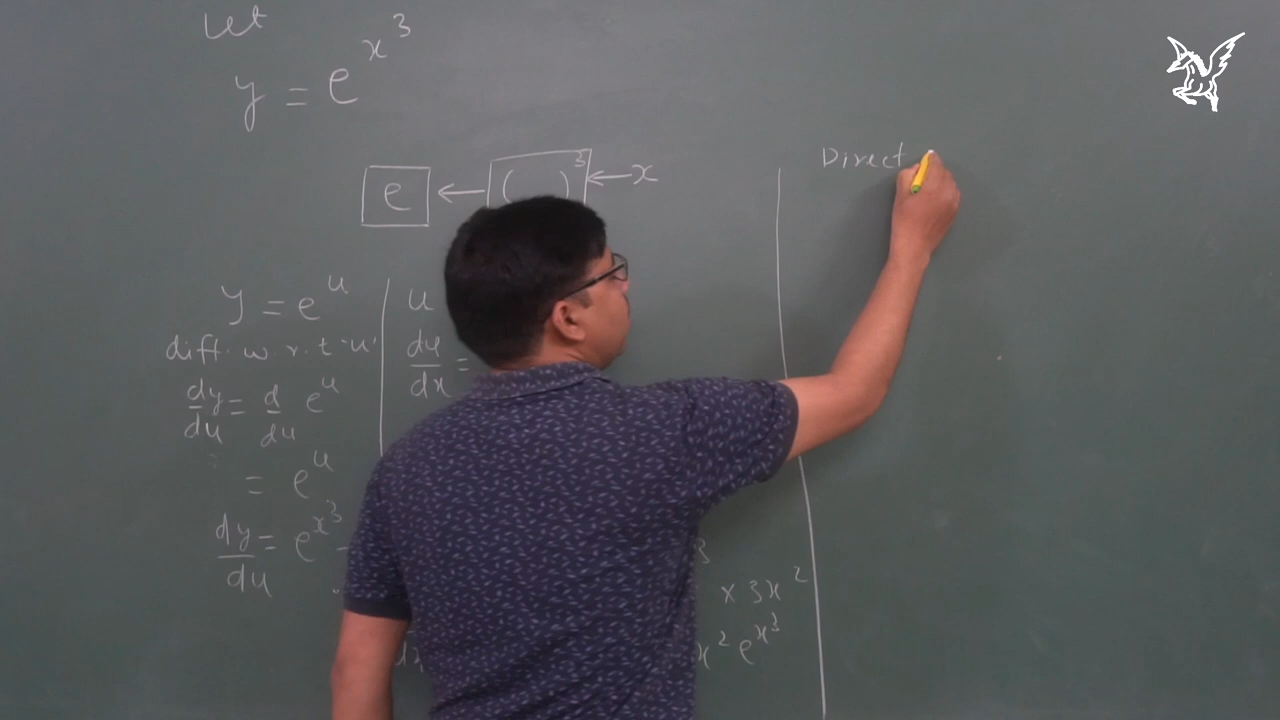 Let
y = e^x^3
e ← ( )^3 ← x
y = e^u
diff. w.r.t 'u'
dy/du = d/du e^u
= e^u
dy/du = e^x^3
u
du/dx =
x 3x^2
x^2 e^x^3
Direct